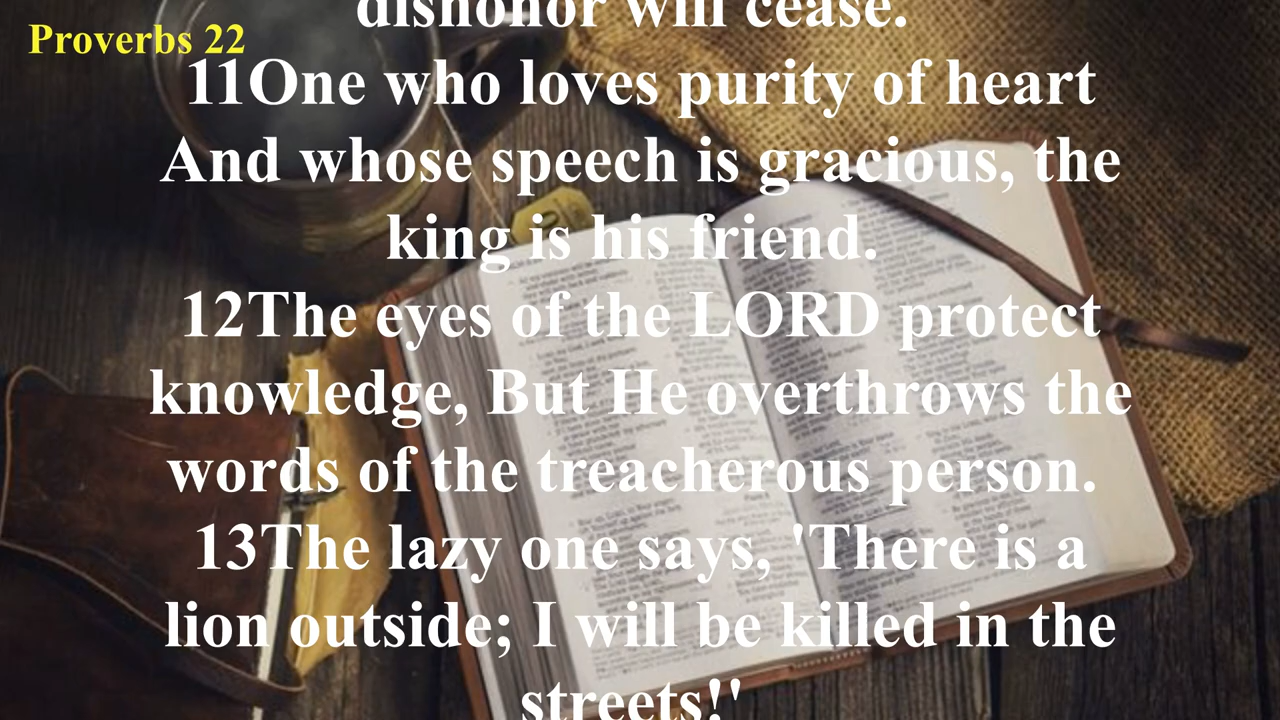 dishonor will cease.
Proverbs 22
11One who loves purity of heart
And whose speech is gracious, the
king is his friend.
12The eyes of the LORD protect
knowledge, But He overthrows the
words of the treacherous person.
13The lazy one says, 'There is a
lion outside; I will be killed in the
streets!'